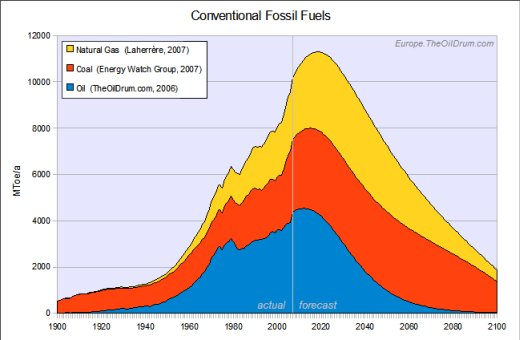 Conventional Fossil Fuels
12000
10000
8000
6000
4000
2000
0
MToe/a
Natural Gas (Laherrère, 2007)
Coal (Energy Watch Group, 2007)
Oil (TheOilDrum.com, 2006)
Europe.TheOilDrum.com
actual forecast
1900 1920 1940 1960 1980 2000 2020 2040 2060 2080 2100